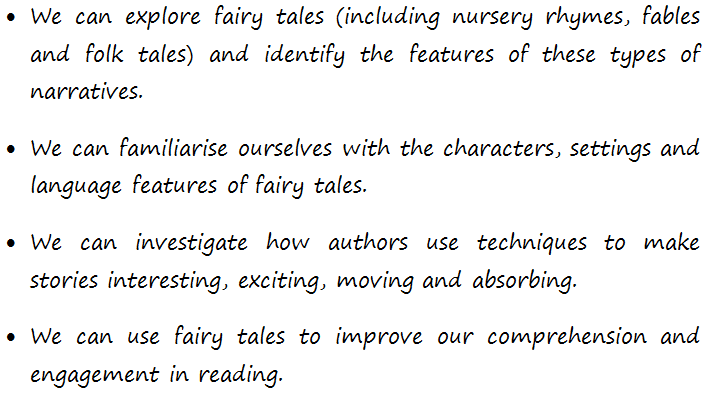 • We can explore fairy tales (including nursery rhymes, fables
and folk tales) and identify the features of these types of
narratives.
• We can familiarise ourselves with the characters, settings and
language features of fairy tales.
• We can investigate how authors use techniques to make
stories interesting, exciting, moving and absorbing.
• We can use fairy tales to improve our comprehension and
engagement in reading.